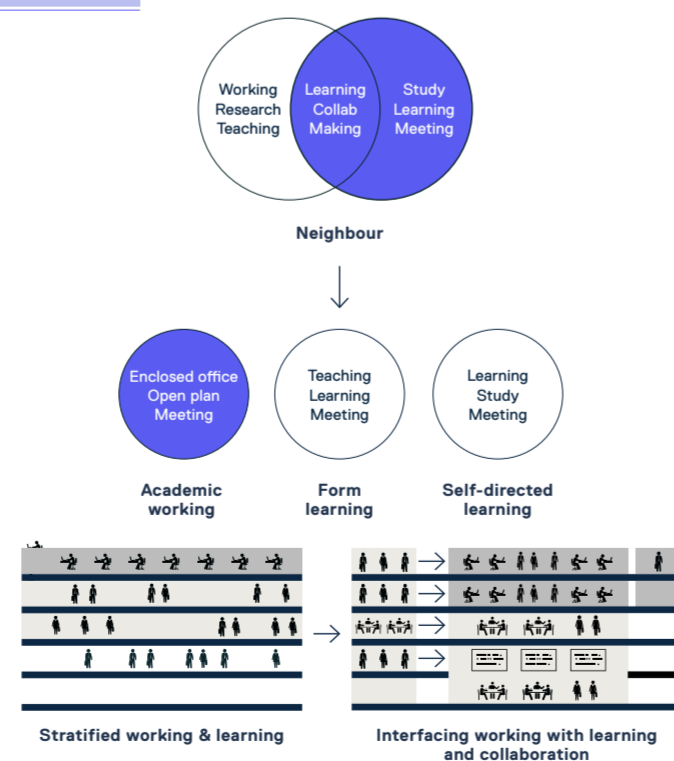 Working
Research
Teaching
Learning
Collab
Making
Study
Learning
Meeting
Neighbour
Enclosed office
Open plan
Meeting
Teaching
Learning
Meeting
Learning
Study
Meeting
Academic
working
Form
learning
Self-directed
learning
Stratified working & learning
Interfacing working with learning
and collaboration